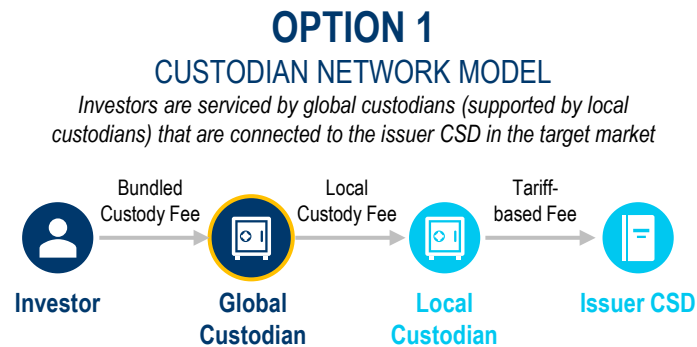 OPTION 1
CUSTODIAN NETWORK MODEL
Investors are serviced by global custodians (supported by local
custodians) that are connected to the issuer CSD in the target market
Bundled
Custody Fee
Local
Custody Fee
Tariff-
based Fee
Investor
Global
Custodian
Local
Custodian
Issuer CSD